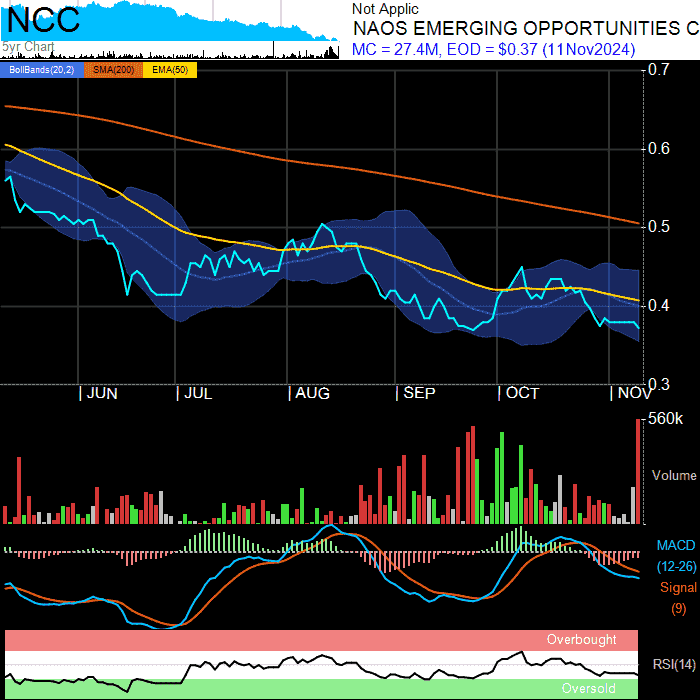 NCC
5yr Chart
Not Applic
NAOS EMERGING OPPORTUNITIES C
MC = 27.4M, EOD = $0.37 (11Nov2024)
BollBands(20,2) SMA(200) EMA(50)
0.7
0.6
0.5
0.4
0.3
JUN JUL AUG SEP OCT NOV
560k
Volume
MACD
(12-26)
Signal
(9)
Overbought
RSI(14)
Oversold